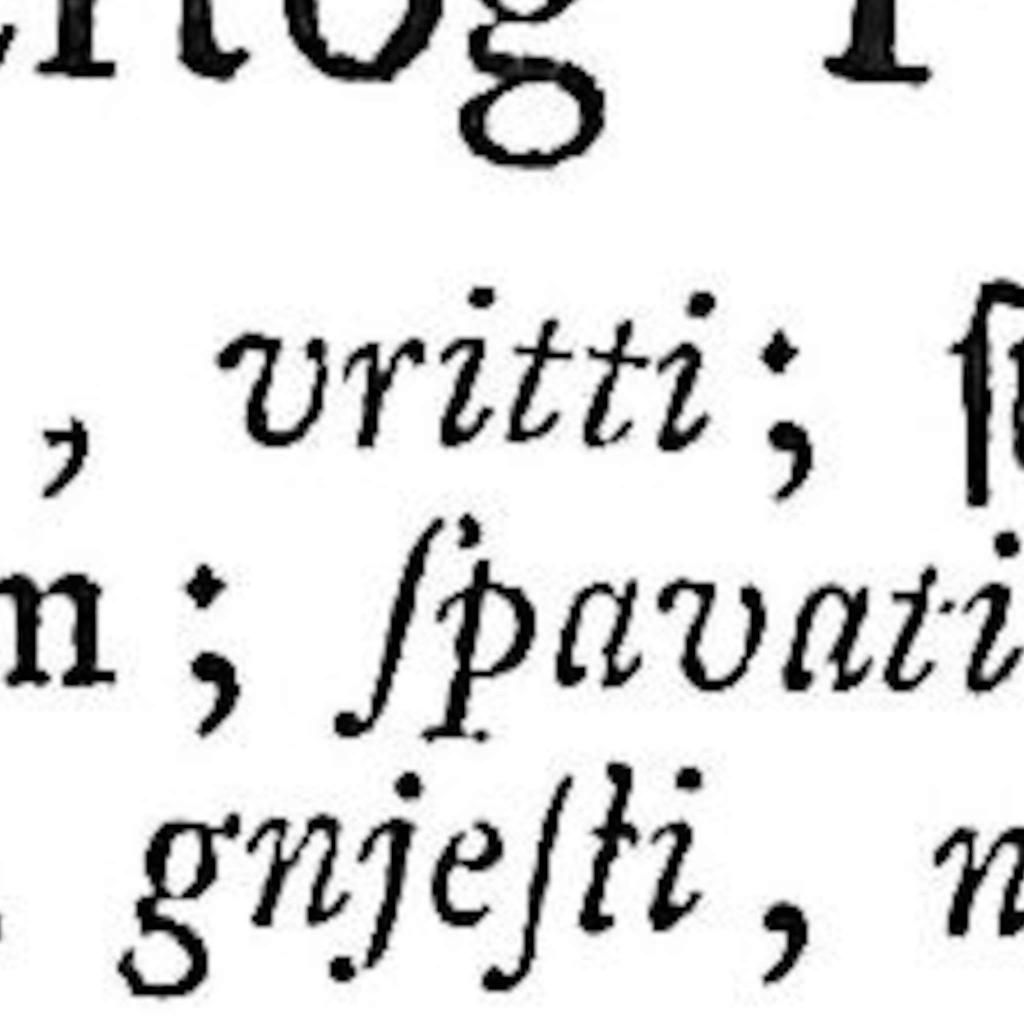 , vritti;
; ſpavati
gnjeſti,